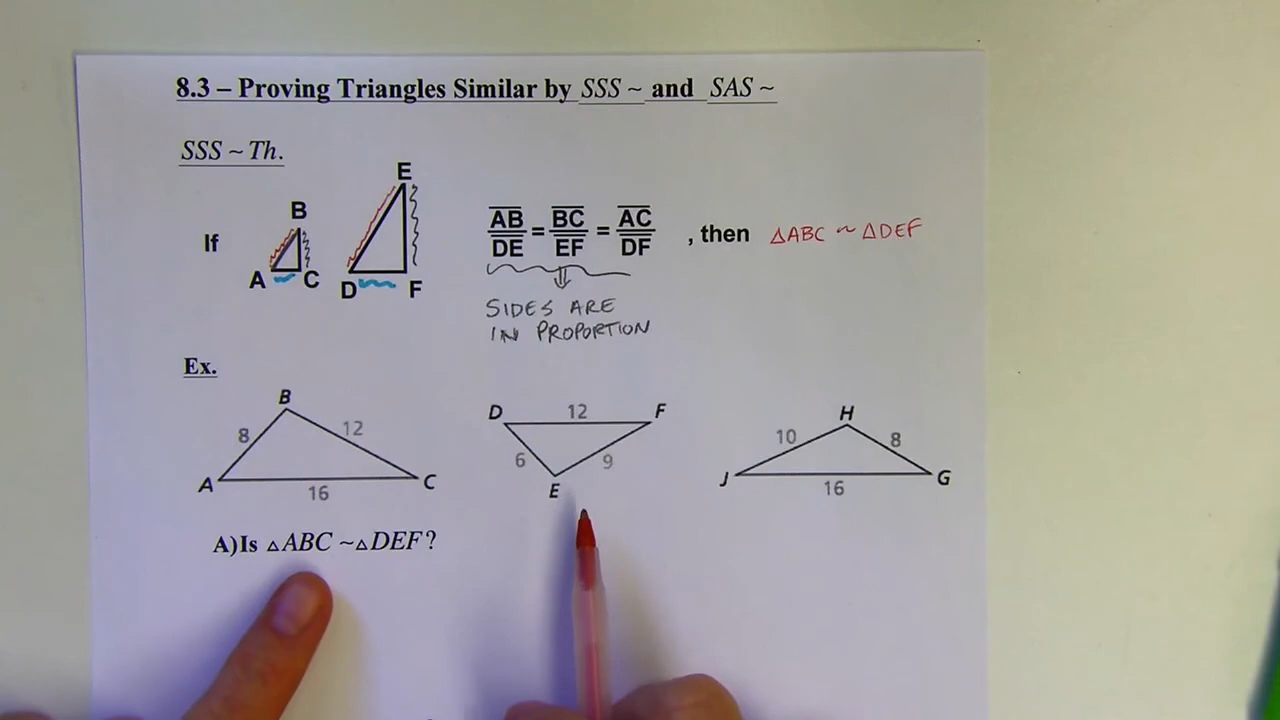 8.3 – Proving Triangles Similar by SSS ~ and SAS ~
SSS ~ Th.
If
B
A
C
E
D
F
AB/DE = BC/EF = AC/DF , then △ABC ~ △DEF
⇓
SIDES ARE
IN PROPORTION
Ex.
B
8
12
A
16
C
D
12
F
6
9
E
H
10
8
J
16
G
A)Is △ABC ~△DEF?